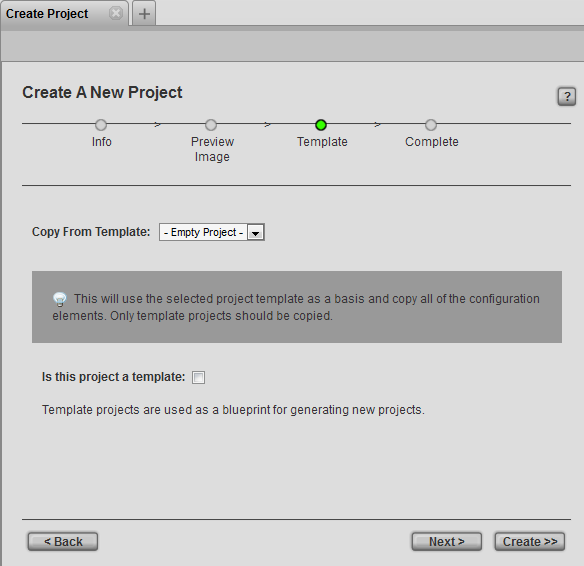 Create Project
+
Create A New Project
?
> > >
Info Preview Template Complete
Image
Copy From Template: - Empty Project -
This will use the selected project template as a basis and copy all of the configuration
elements. Only template projects should be copied.
Is this project a template:
Template projects are used as a blueprint for generating new projects.
< Back Next > Create >>